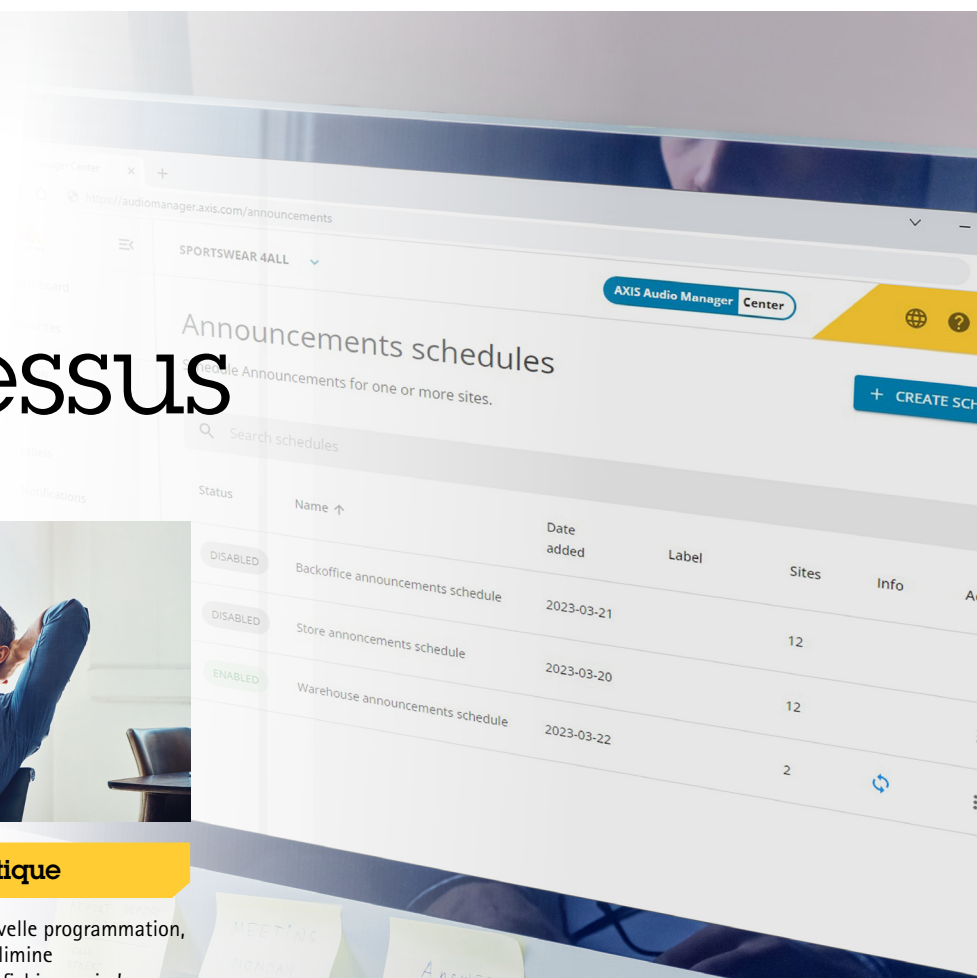 https://audiomanager.axis.com/announcements
SPORTSWEAR 4ALL
AXIS Audio Manager Center
Announcements schedules
Schedule Announcements for one or more sites.
+ CREATE SCH
essus
Search schedules
Notifications
Status Name ↑ Date added Label Sites Info
DISABLED Backoffice announcements schedule 2023-03-21 12
DISABLED Store annoncements schedule 2023-03-20 12
ENABLED Warehouse announcements schedule 2023-03-22 2
tique
velle programmation,
limine
MEETING
MONDAY